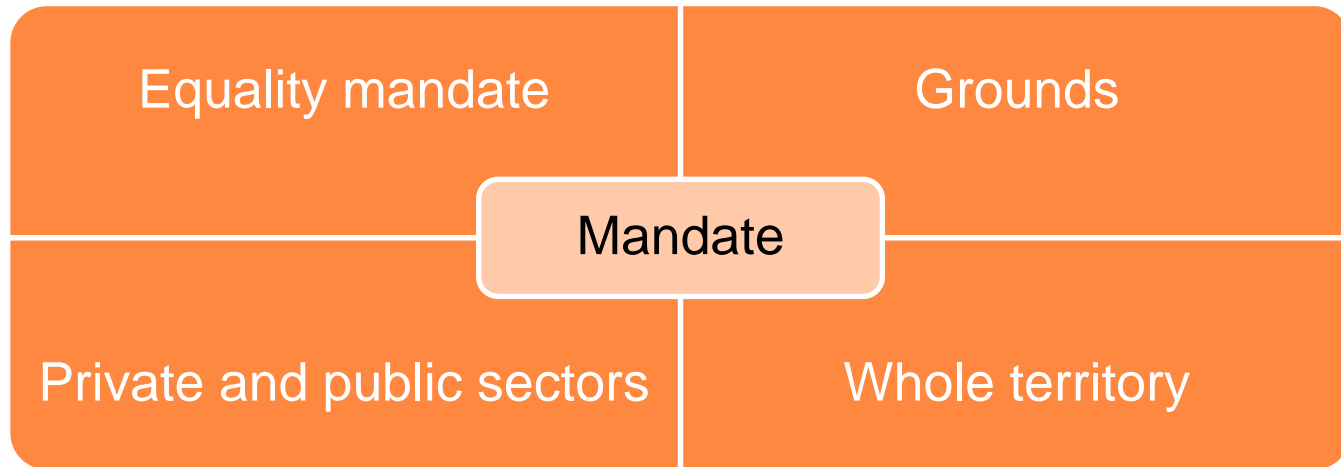 Equality mandate
Grounds
Mandate
Private and public sectors
Whole territory